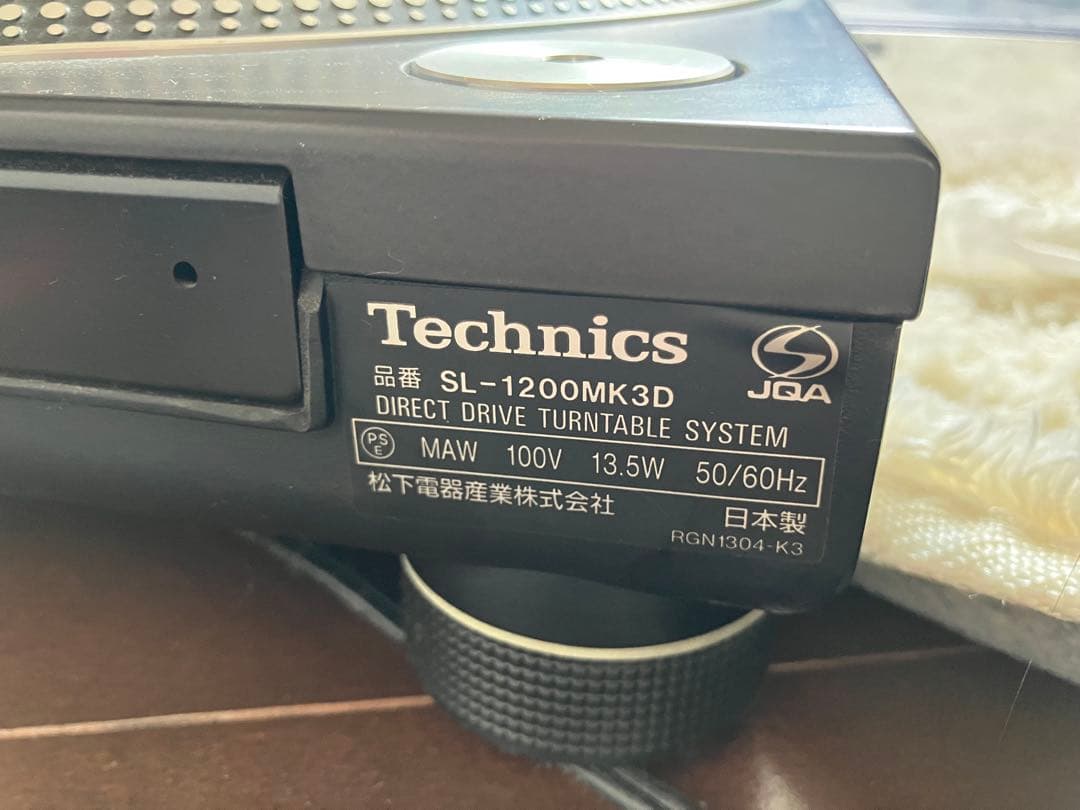 Technics
JQA
品番 SL-1200MK3D
DIRECT DRIVE TURNTABLE SYSTEM
PSE MAW 100V 13.5W 50/60Hz
松下電器産業株式会社
日本製
RGN1304-K3